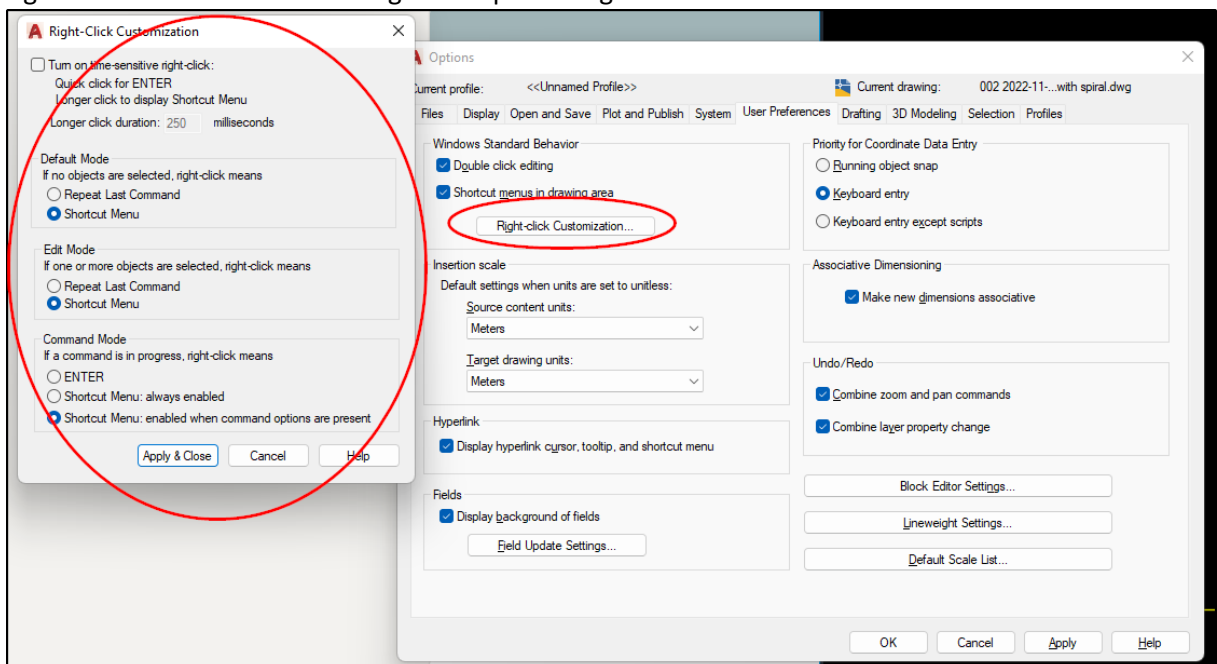 Right-Click Customization
Turn on time-sensitive right-click:
Quick click for ENTER
Longer click to display Shortcut Menu
Longer click duration: 250 milliseconds
Default Mode
If no objects are selected, right-click means
Repeat Last Command
Shortcut Menu
Edit Mode
If one or more objects are selected, right-click means
Repeat Last Command
Shortcut Menu
Command Mode
If a command is in progress, right-click means
ENTER
Shortcut Menu: always enabled
Shortcut Menu: enabled when command options are present
Apply & Close Cancel Help
Options
Current profile: <<Unnamed Profile>> Current drawing: 002 2022-11-...with spiral.dwg
Files Display Open and Save Plot and Publish System User Preferences Drafting 3D Modeling Selection Profiles
Windows Standard Behavior
Double click editing
Shortcut menus in drawing area
Right-click Customization...
Insertion scale
Default settings when units are set to unitless:
Source content units:
Meters
Target drawing units:
Meters
Hyperlink
Display hyperlink cursor, tooltip, and shortcut menu
Fields
Display background of fields
Field Update Settings...
Priority for Coordinate Data Entry
Running object snap
Keyboard entry
Keyboard entry except scripts
Associative Dimensioning
Make new dimensions associative
Undo/Redo
Combine zoom and pan commands
Combine layer property change
Block Editor Settings...
Lineweight Settings...
Default Scale List...
OK Cancel Apply Help